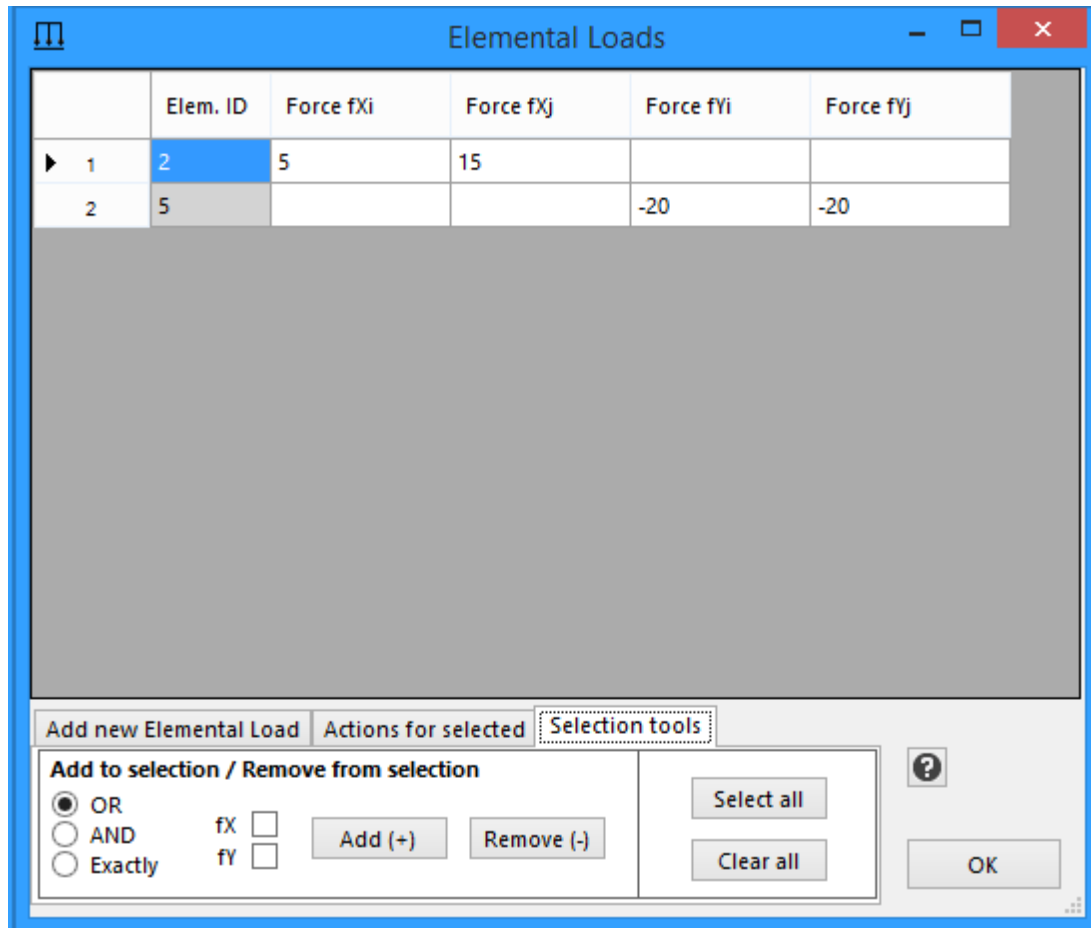 Elemental Loads
Elem. ID Force fXi Force fXj Force fYi Force fYj
1 2 5 15
2 5 -20 -20
Add new Elemental Load Actions for selected Selection tools
Add to selection / Remove from selection
OR
AND
Exactly
fX
fY
Add (+) Remove (-)
Select all
Clear all
?
OK